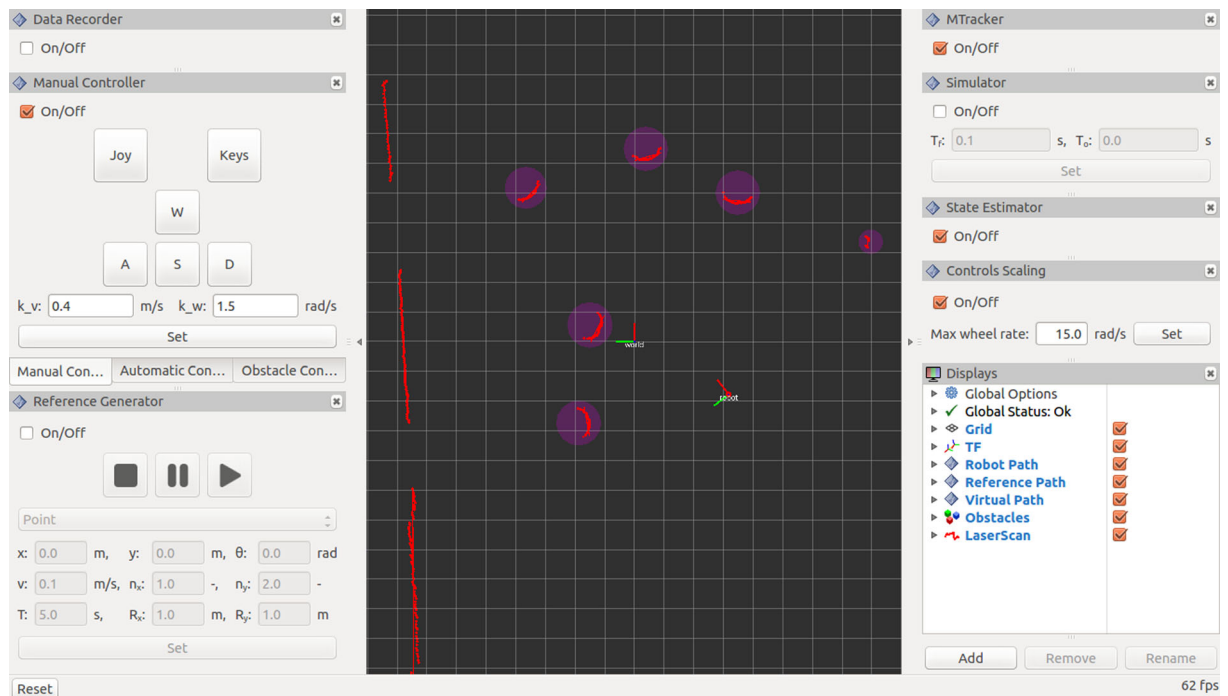 Data Recorder
On/Off
Manual Controller
On/Off
Joy
Keys
W
A
S
D
k_v: 0.4 m/s k_w: 1.5 rad/s
Set
Manual Con... Automatic Con... Obstacle Con...
Reference Generator
On/Off
Point
x: 0.0 m, y: 0.0 m, θ: 0.0 rad
v: 0.1 m/s, nₓ: 1.0 -, nᵧ: 2.0 -
T: 5.0 s, Rₓ: 1.0 m, Rᵧ: 1.0 m
Set
Reset
world
robot
MTracker
On/Off
Simulator
On/Off
Tf: 0.1 s, To: 0.0 s
Set
State Estimator
On/Off
Controls Scaling
On/Off
Max wheel rate: 15.0 rad/s Set
Displays
Global Options
Global Status: Ok
Grid
TF
Robot Path
Reference Path
Virtual Path
Obstacles
LaserScan
Add Remove Rename
62 fps